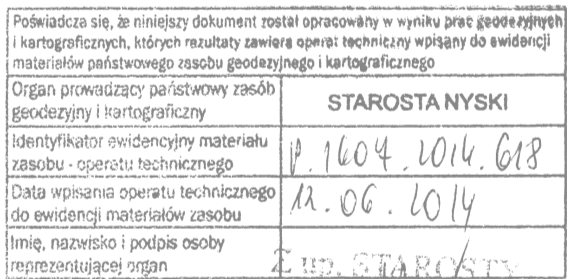 Poświadcza się, że niniejszy dokument został opracowany w wyniku prac geodezyjnych
i kartograficznych, których rezultaty zawiera operat techniczny wpisany do ewidencji
materiałów państwowego zasobu geodezyjnego i kartograficznego
Organ prowadzący państwowy zasób
geodezyjny i kartograficzny
STAROSTA NYSKI
Identyfikator ewidencyjny materiału
zasobu - operatu technicznego
P.1607.2014.618
Data wpisania operatu technicznego
do ewidencji materiałów zasobu
12.06.2014
Imię, nazwisko i podpis osoby
reprezentującej organ
Z up. STAROSTY